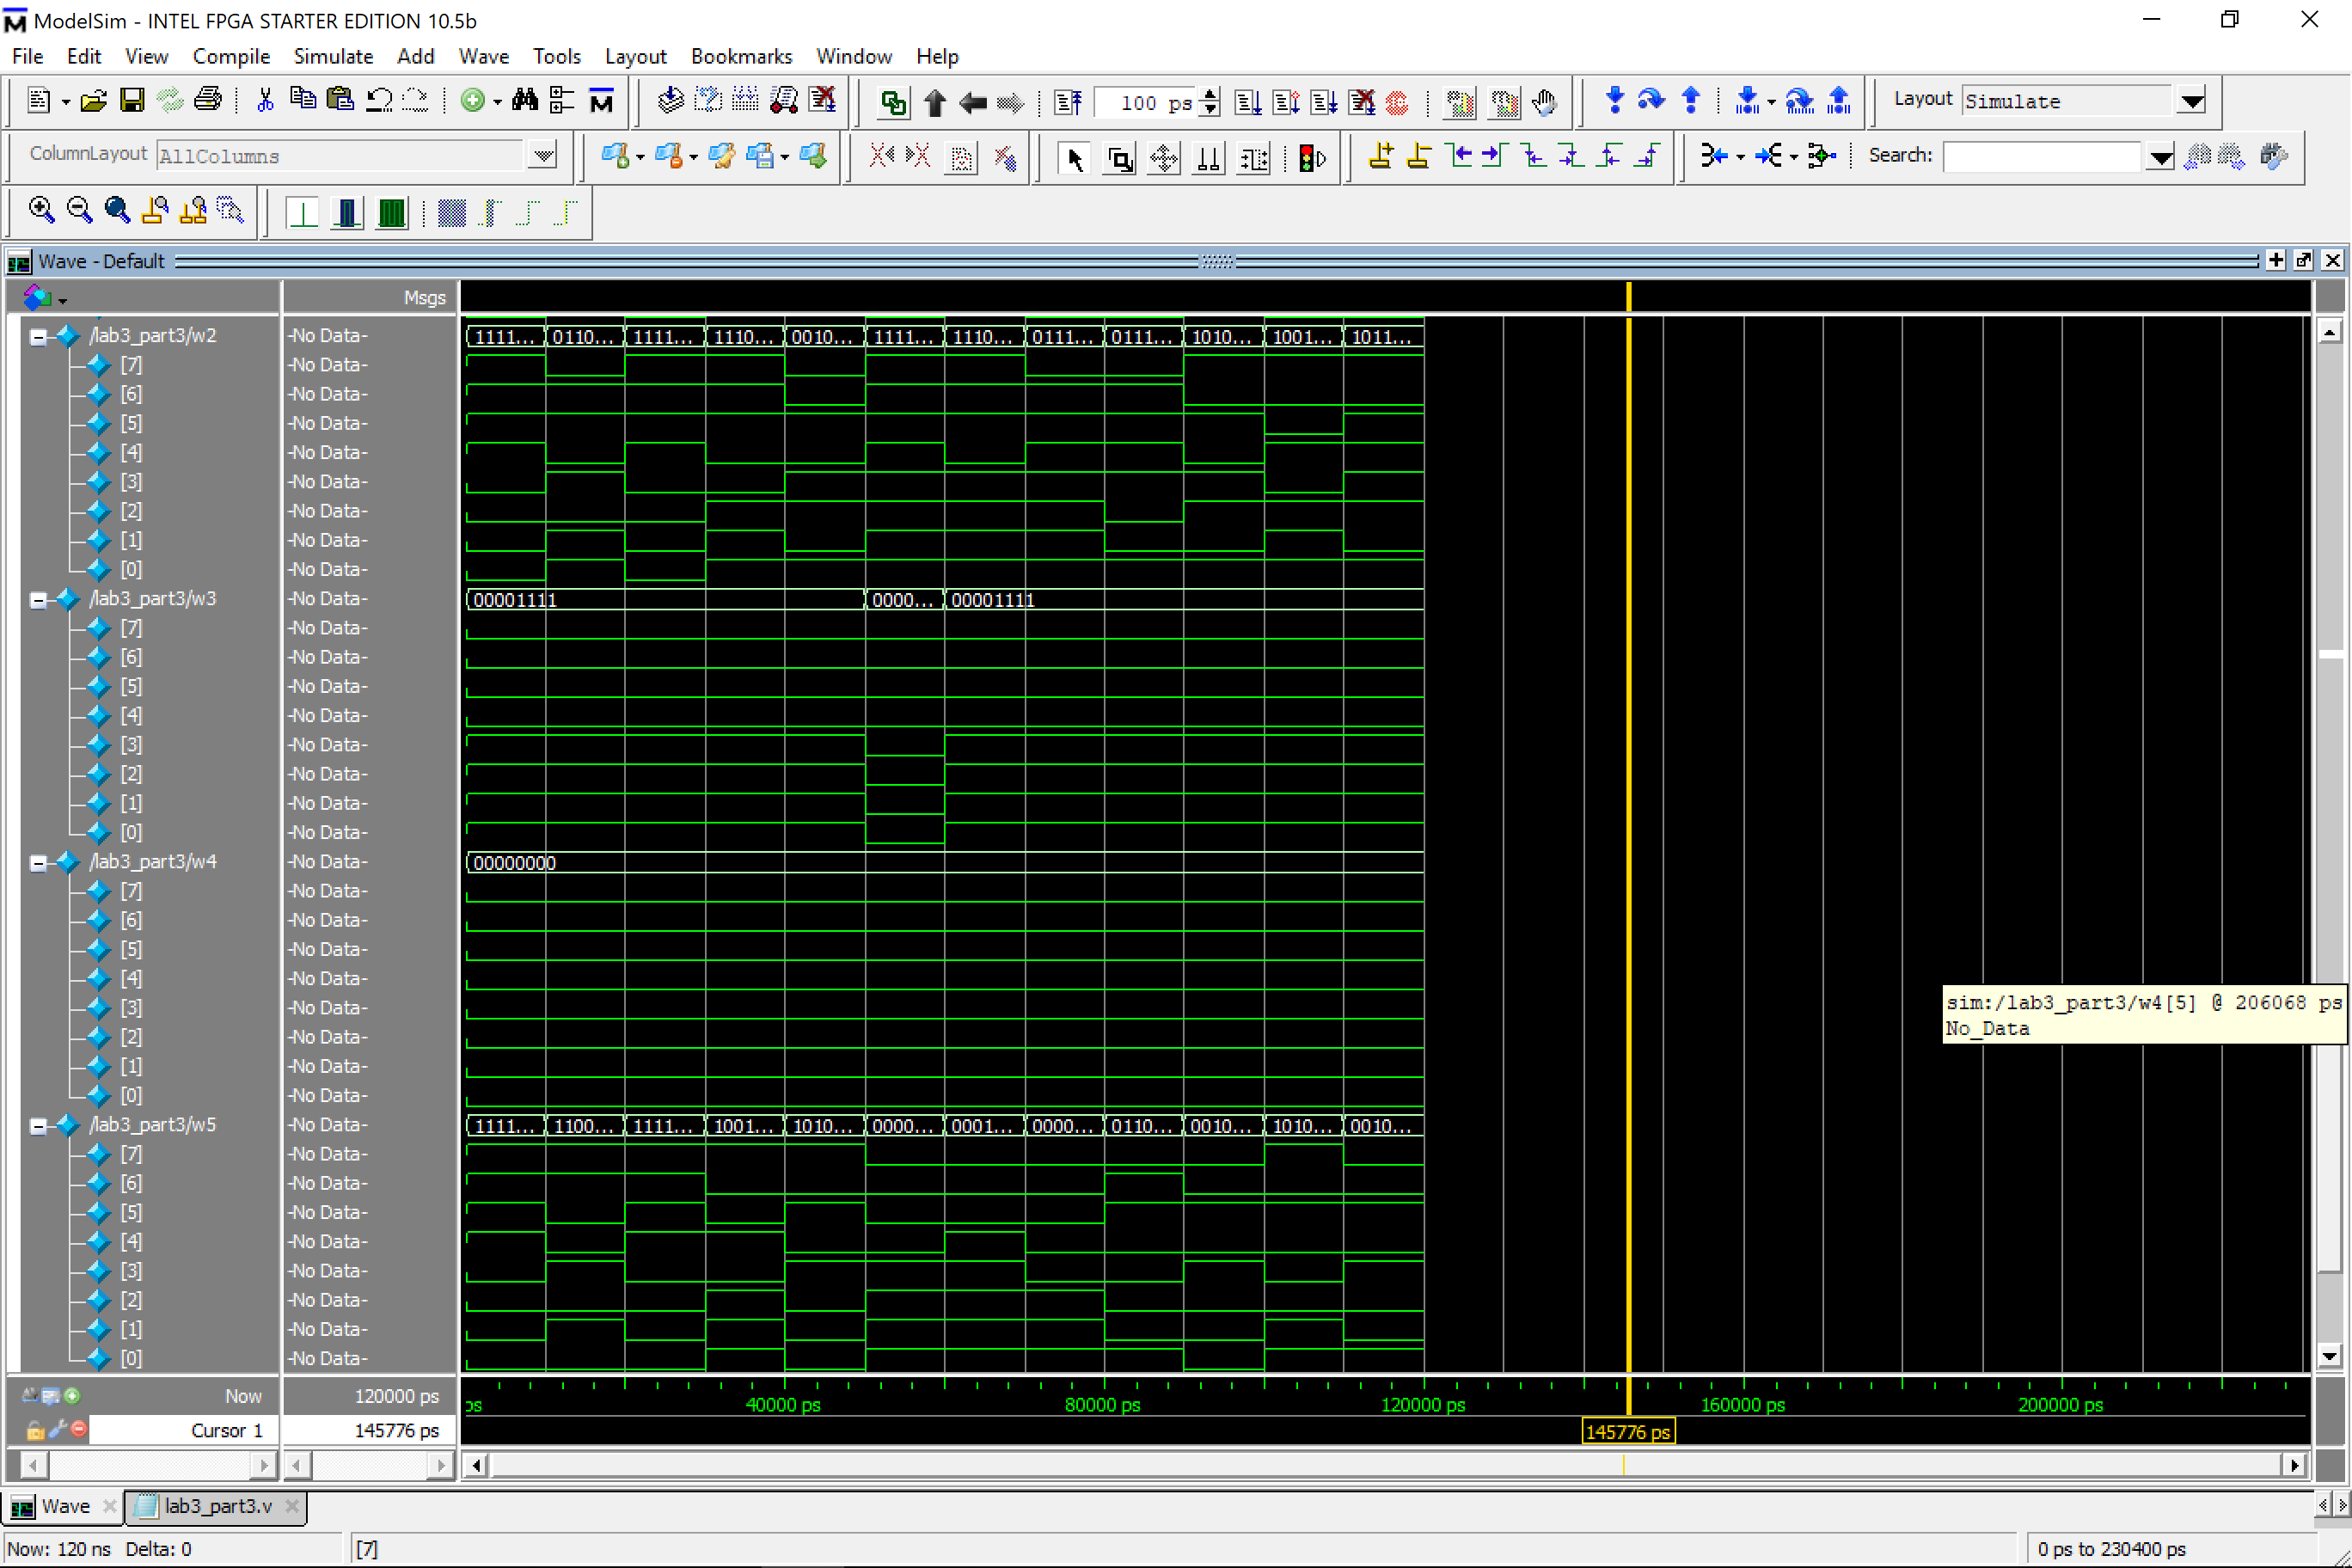 ModelSim - INTEL FPGA STARTER EDITION 10.5b
File Edit View Compile Simulate Add Wave Tools Layout Bookmarks Window Help
100 ps
Layout Simulate
ColumnLayout AllColumns
Search:
Wave - Default
Msgs
/lab3_part3/w2 -No Data- 1111... 0110... 1111... 1110... 0010... 1111... 1110... 0111... 0111... 1010... 1001... 1011...
[7] -No Data-
[6] -No Data-
[5] -No Data-
[4] -No Data-
[3] -No Data-
[2] -No Data-
[1] -No Data-
[0] -No Data-
/lab3_part3/w3 -No Data- 00001111 0000... 00001111
[7] -No Data-
[6] -No Data-
[5] -No Data-
[4] -No Data-
[3] -No Data-
[2] -No Data-
[1] -No Data-
[0] -No Data-
/lab3_part3/w4 -No Data- 00000000
[7] -No Data-
[6] -No Data-
[5] -No Data-
[4] -No Data-
[3] -No Data-
[2] -No Data-
[1] -No Data-
[0] -No Data-
sim:/lab3_part3/w4[5] @ 206068 ps
No_Data
/lab3_part3/w5 -No Data- 1111... 1100... 1111... 1001... 1010... 0000... 0001... 0000... 0110... 0010... 1010... 0010...
[7] -No Data-
[6] -No Data-
[5] -No Data-
[4] -No Data-
[3] -No Data-
[2] -No Data-
[1] -No Data-
[0] -No Data-
Now 120000 ps
ps 40000 ps 80000 ps 120000 ps 160000 ps 200000 ps
Cursor 1 145776 ps 145776 ps
Wave lab3_part3.v
Now: 120 ns Delta: 0 [7] 0 ps to 230400 ps